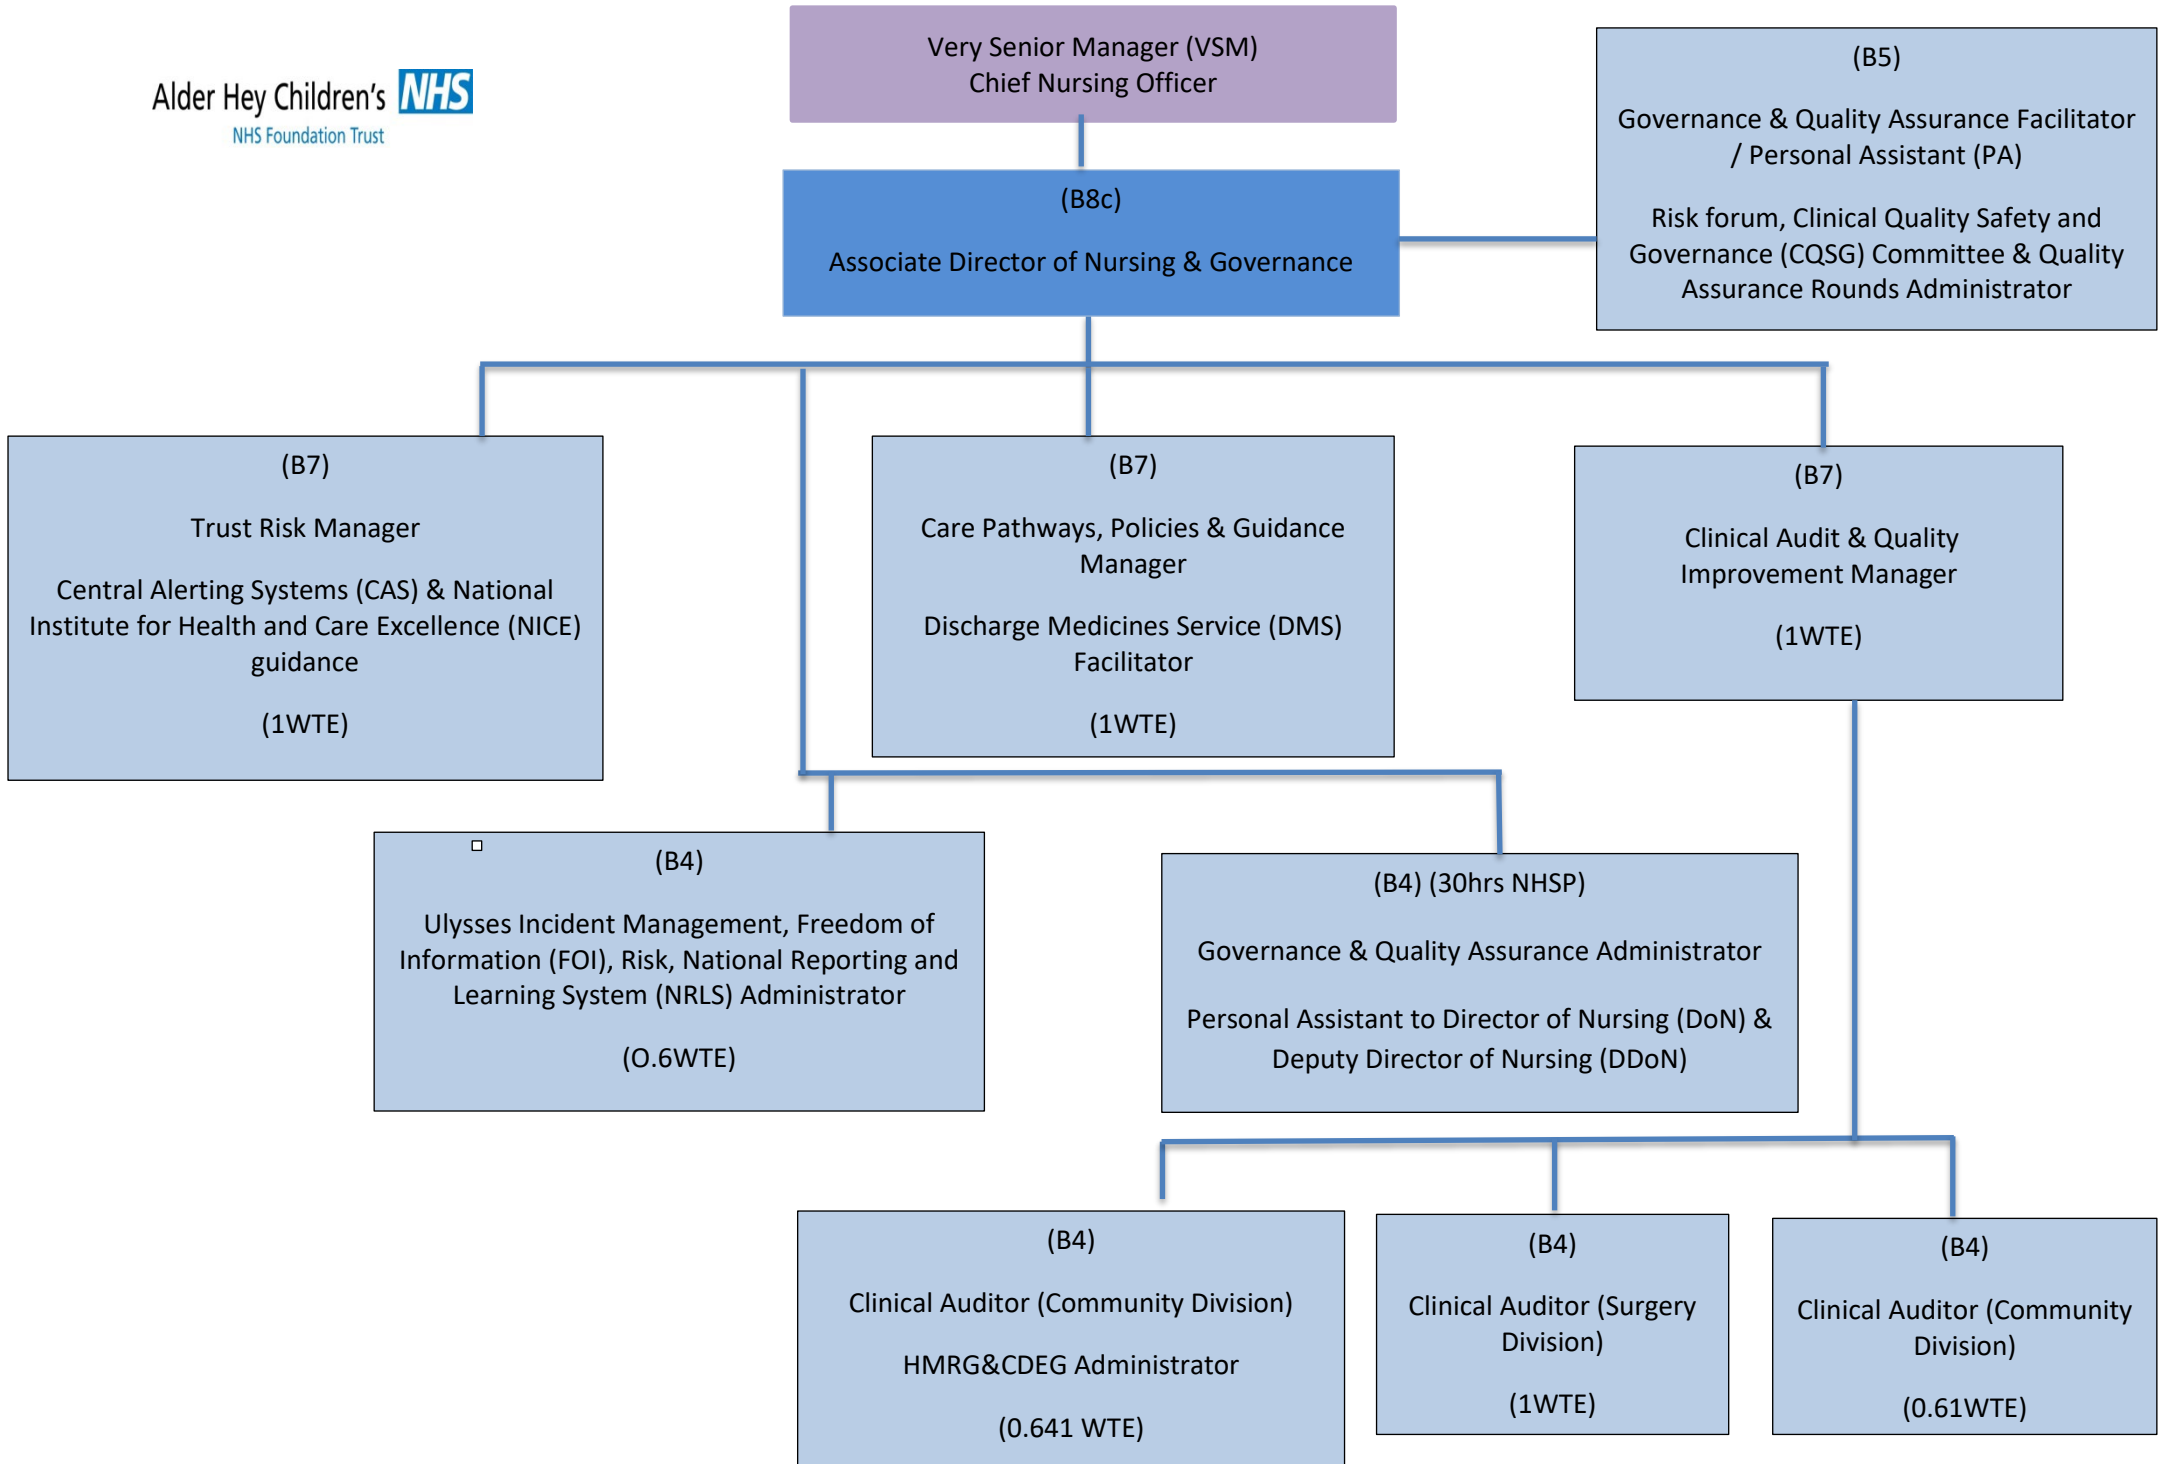 Alder Hey Children's NHS
NHS Foundation Trust
Very Senior Manager (VSM)
Chief Nursing Officer
(B5)
Governance & Quality Assurance Facilitator
/ Personal Assistant (PA)
Risk forum, Clinical Quality Safety and
Governance (CQSG) Committee & Quality
Assurance Rounds Administrator
(B8c)
Associate Director of Nursing & Governance
(B7)
Trust Risk Manager
Central Alerting Systems (CAS) & National
Institute for Health and Care Excellence (NICE)
guidance
(1WTE)
(B7)
Care Pathways, Policies & Guidance
Manager
Discharge Medicines Service (DMS)
Facilitator
(1WTE)
(B7)
Clinical Audit & Quality
Improvement Manager
(1WTE)
(B4)
Ulysses Incident Management, Freedom of
Information (FOI), Risk, National Reporting and
Learning System (NRLS) Administrator
(O.6WTE)
(B4) (30hrs NHSP)
Governance & Quality Assurance Administrator
Personal Assistant to Director of Nursing (DoN) &
Deputy Director of Nursing (DDoN)
(B4)
Clinical Auditor (Community Division)
HMRG&CDEG Administrator
(0.641 WTE)
(B4)
Clinical Auditor (Surgery
Division)
(1WTE)
(B4)
Clinical Auditor (Community
Division)
(0.61WTE)